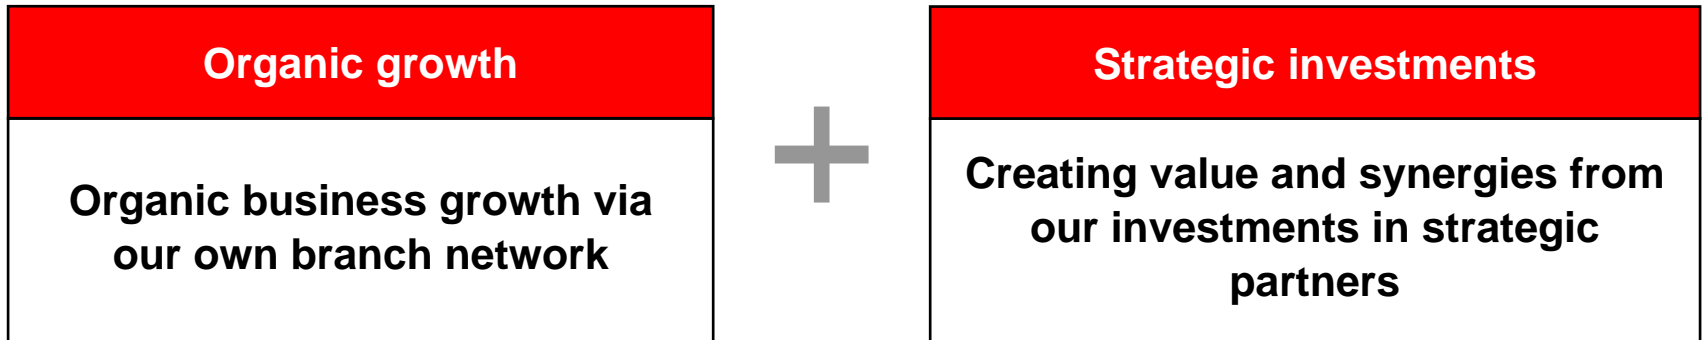 Organic growth
Organic business growth via
our own branch network
+
Strategic investments
Creating value and synergies from
our investments in strategic
partners